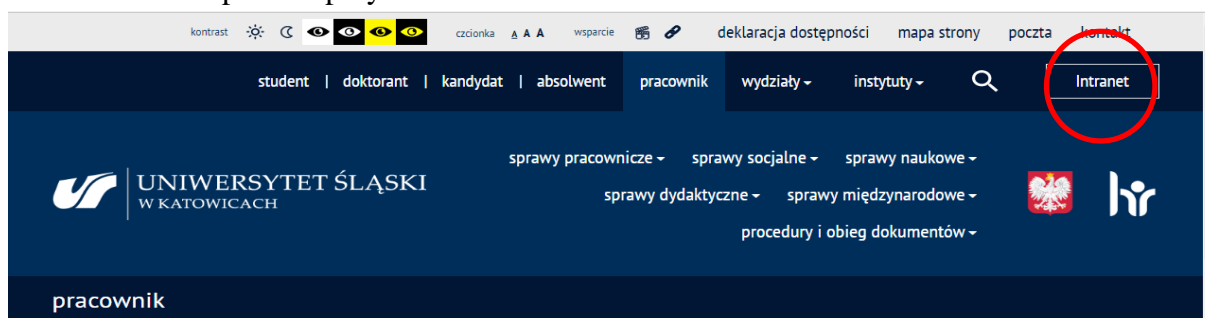 kontrast czcionka A A A wsparcie deklaracja dostępności mapa strony poczta kontakt
student | doktorant | kandydat | absolwent pracownik wydziały instytuty Intranet
sprawy pracownicze sprawy socjalne sprawy naukowe
UNIWERSYTET ŚLĄSKI
W KATOWICACH
sprawy dydaktyczne sprawy międzynarodowe
hr
procedury i obieg dokumentów
pracownik